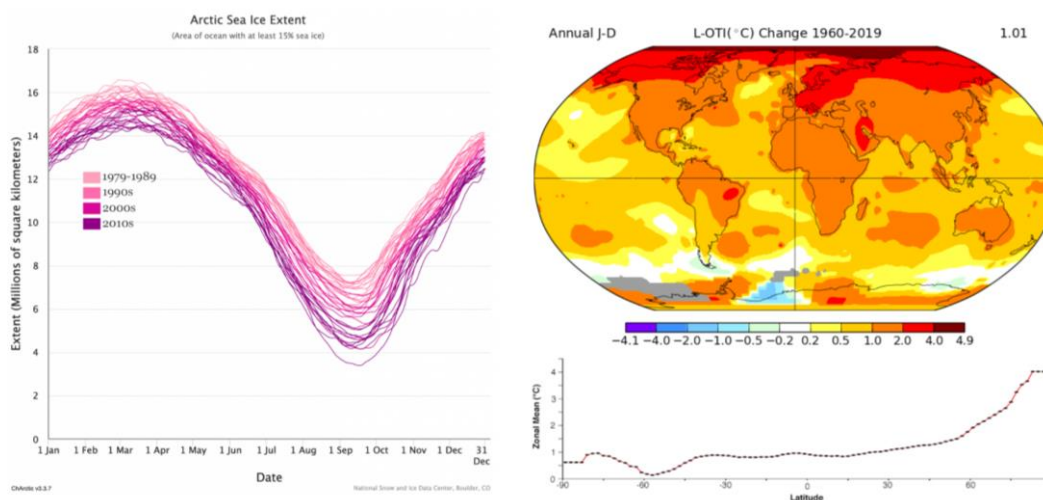 Arctic Sea Ice Extent
(Area of ocean with at least 15% sea ice)
Extent (Millions of square kilometers)
18
16
14
12
10
8
6
4
2
0
1979-1989
1990s
2000s
2010s
1 Jan 1 Feb 1 Mar 1 Apr 1 May 1 Jun 1 Jul 1 Aug 1 Sep 1 Oct 1 Nov 1 Dec 31
Dec
Date
ChArctic v3.0.7
National Snow and Ice Data Center, Boulder, CO
Annual J-D L-OTI(°C) Change 1960-2019 1.01
-4.1 -4.0 -2.0 -1.0 -0.5 -0.2 0.2 0.5 1.0 2.0 4.0 4.9
Zonal Mean (°C)
4
3
2
1
0
-90 -60 -30 0 30 60 90
Latitude